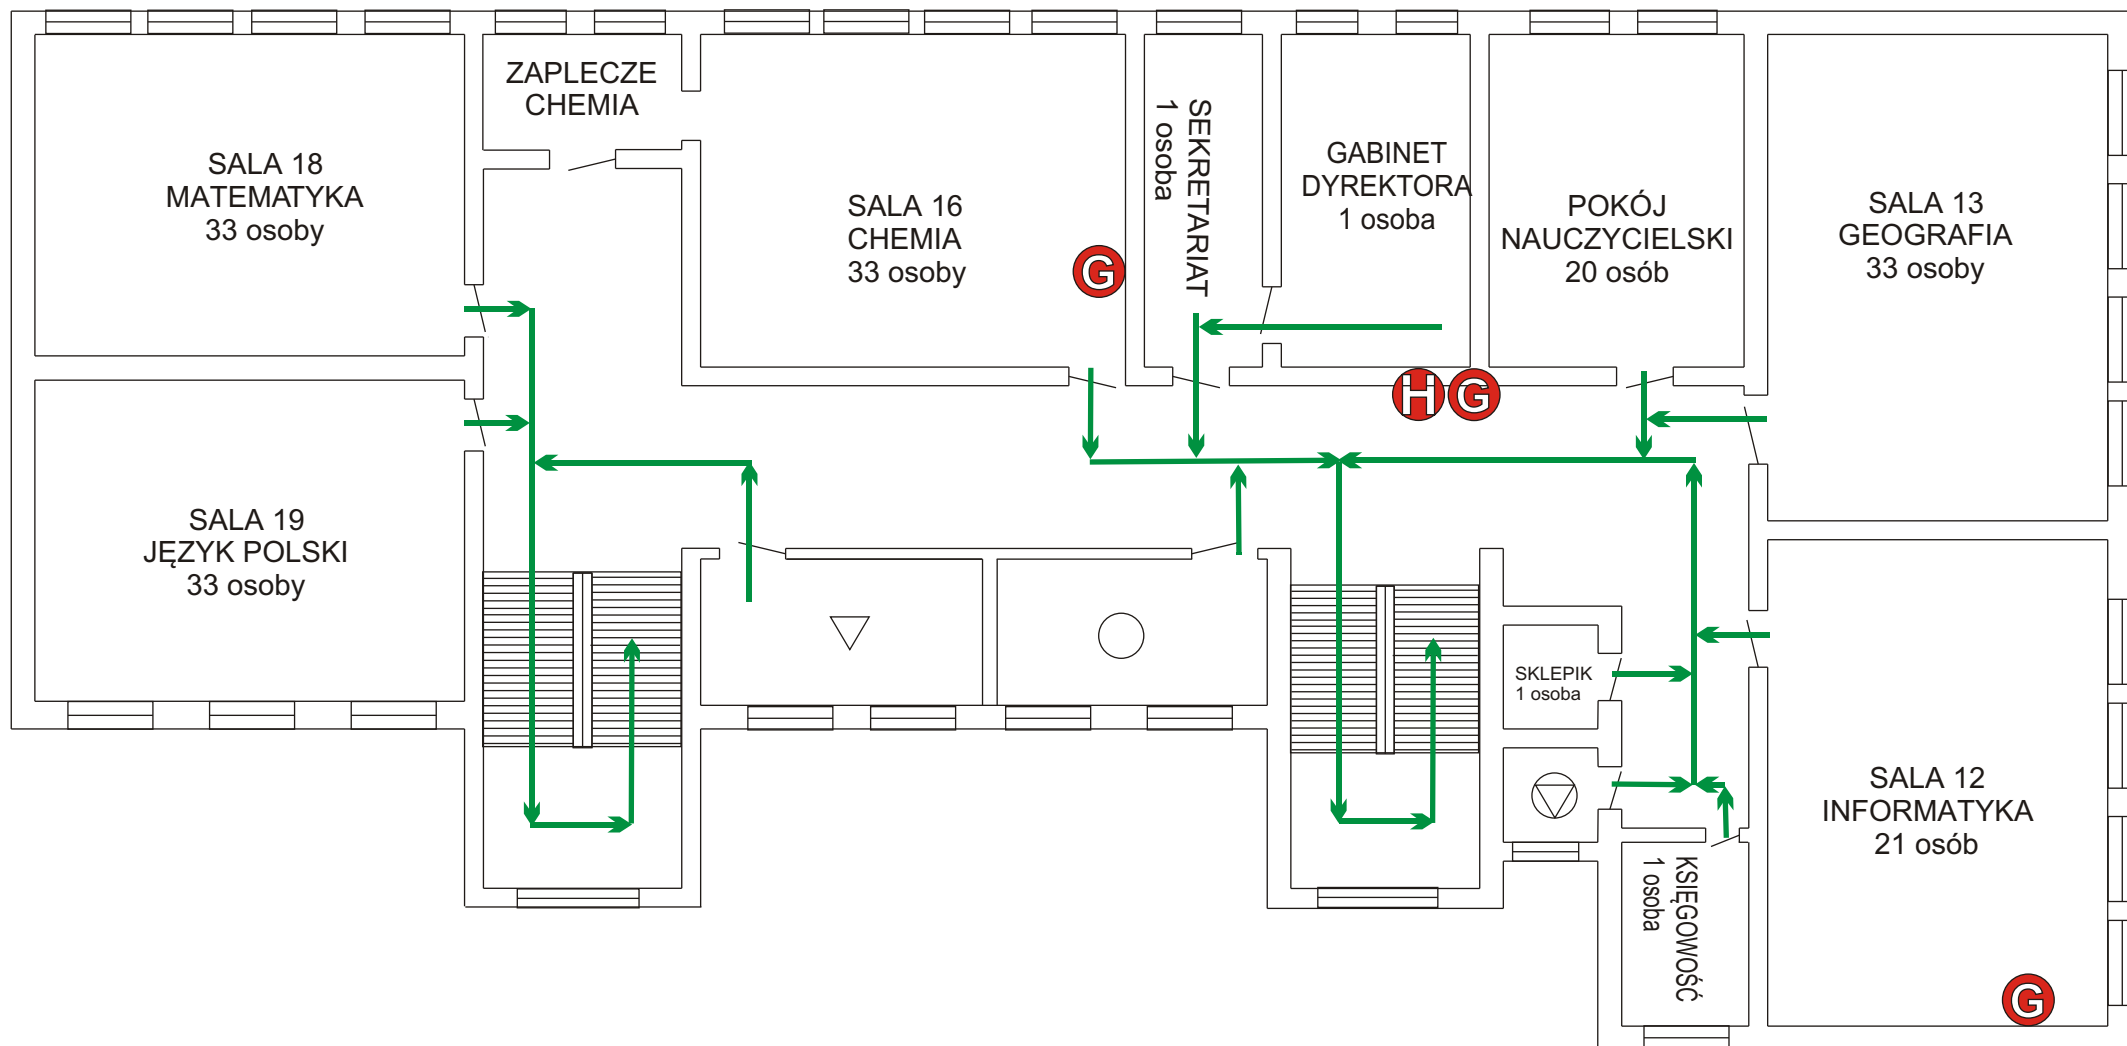 ZAPLECZE
CHEMIA
SALA 18
MATEMATYKA
33 osoby
SALA 16
CHEMIA
33 osoby
G
SEKRETARIAT
1 osoba
GABINET
DYREKTORA
1 osoba
POKÓJ
NAUCZYCIELSKI
20 osób
SALA 13
GEOGRAFIA
33 osoby
H
G
SALA 19
JĘZYK POLSKI
33 osoby
SKLEPIK
1 osoba
SALA 12
INFORMATYKA
21 osób
KSIĘGOWOŚĆ
1 osoba
G